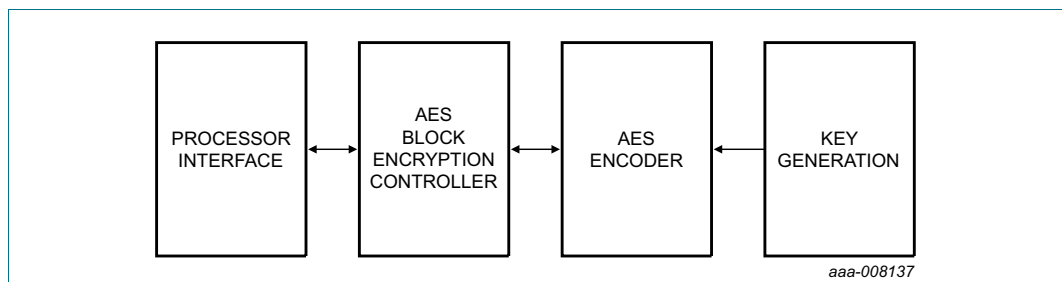 PROCESSOR
INTERFACE
AES
BLOCK
ENCRYPTION
CONTROLLER
AES
ENCODER
KEY
GENERATION
aaa-008137